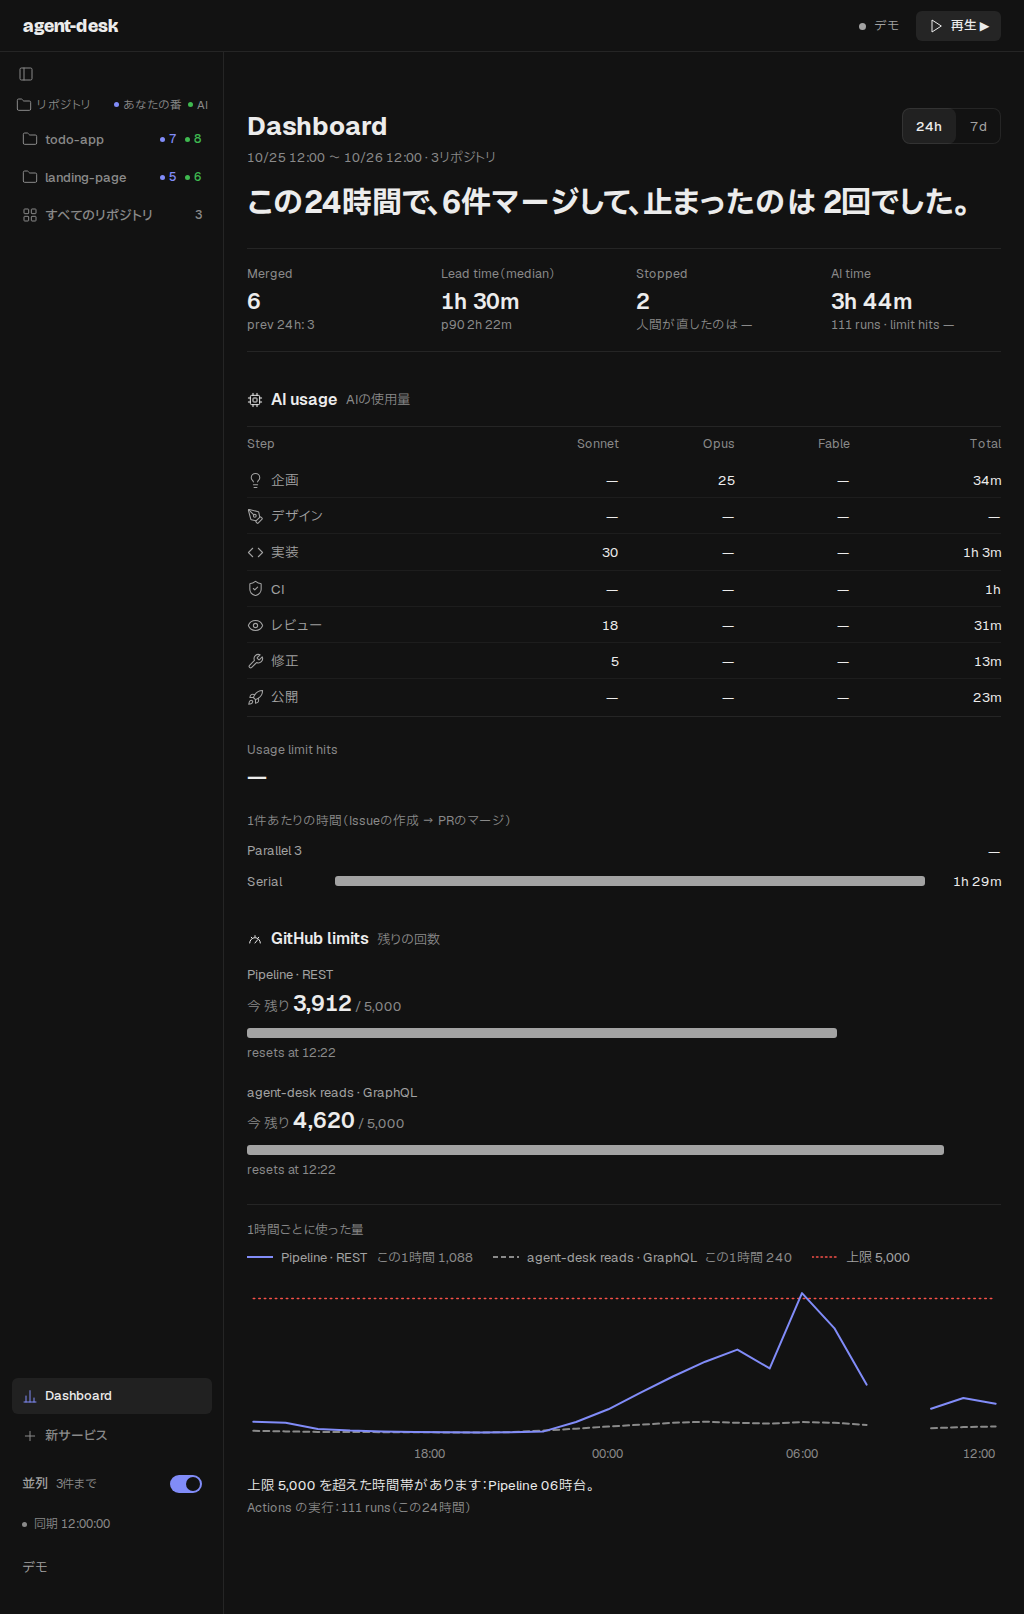 agent-desk
デモ
再生 ▶
リポジトリ
あなたの番
AI
todo-app 7 8
landing-page 5 6
すべてのリポジトリ 3
Dashboard
24h 7d
10/25 12:00 〜 10/26 12:00 · 3リポジトリ
この24時間で、6件マージして、止まったのは 2回でした。
Merged Lead time（median） Stopped AI time
6 1h 30m 2 3h 44m
prev 24h: 3 p90 2h 22m 人間が直したのは — 111 runs · limit hits —
AI usage AIの使用量
Step Sonnet Opus Fable Total
企画 — 25 — 34m
デザイン — — — —
実装 30 — — 1h 3m
CI — — — 1h
レビュー 18 — — 31m
修正 5 — — 13m
公開 — — — 23m
Usage limit hits
—
1件あたりの時間（Issueの作成 → PRのマージ）
Parallel 3 —
Serial 1h 29m
GitHub limits 残りの回数
Pipeline · REST
今 残り 3,912 / 5,000
resets at 12:22
agent-desk reads · GraphQL
今 残り 4,620 / 5,000
resets at 12:22
1時間ごとに使った量
Pipeline · REST この1時間 1,088 agent-desk reads · GraphQL この1時間 240 上限 5,000
18:00 00:00 06:00 12:00
上限 5,000 を超えた時間帯があります：Pipeline 06時台。
Actions の実行：111 runs（この24時間）
Dashboard
新サービス
並列 3件まで
同期 12:00:00
デモ